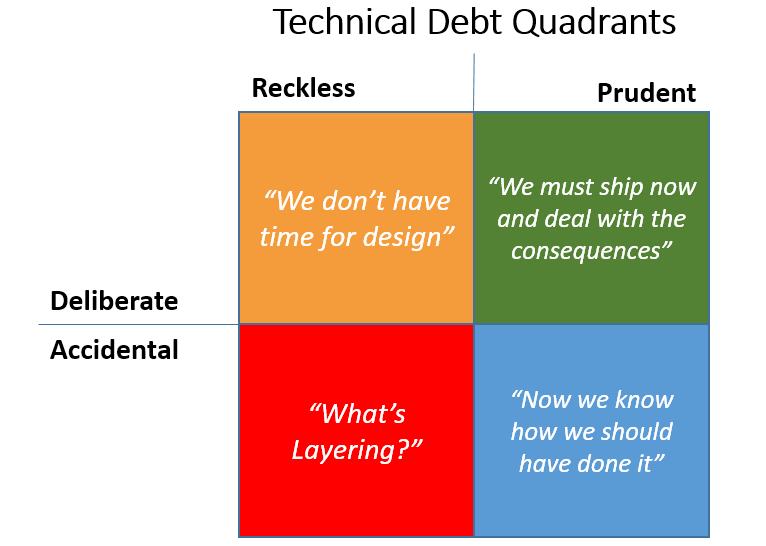 Technical Debt Quadrants
Reckless
Prudent
“We don’t have
time for design”
“We must ship now
and deal with the
consequences”
Deliberate
Accidental
“What’s
Layering?”
“Now we know
how we should
have done it”